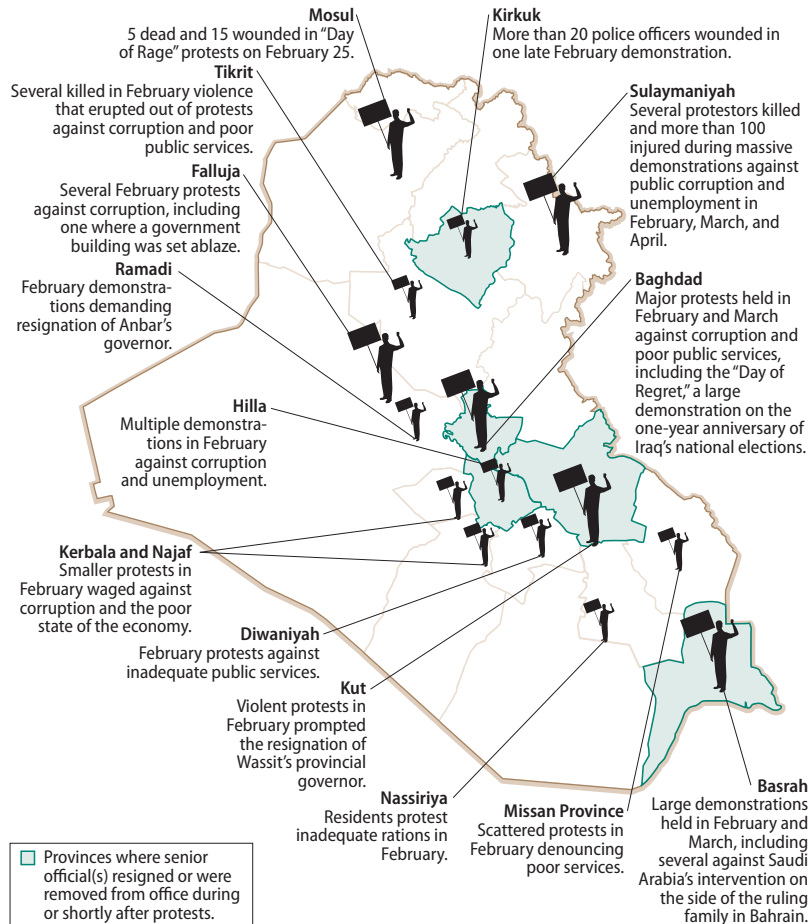 Mosul
5 dead and 15 wounded in “Day
of Rage” protests on February 25.
Kirkuk
More than 20 police officers wounded in
one late February demonstration.
Tikrit
Several killed in February violence
that erupted out of protests
against corruption and poor
public services.
Sulaymaniyah
Several protestors killed
and more than 100
injured during massive
demonstrations against
public corruption and
unemployment in
February, March, and
April.
Falluja
Several February protests
against corruption, including
one where a government
building was set ablaze.
Ramadi
February demonstra-
tions demanding
resignation of Anbar’s
governor.
Baghdad
Major protests held in
February and March
against corruption and
poor public services,
including the “Day of
Regret,” a large
demonstration on the
one-year anniversary of
Iraq’s national elections.
Hilla
Multiple demonstra-
tions in February
against corruption
and unemployment.
Kerbala and Najaf
Smaller protests in
February waged against
corruption and the poor
state of the economy.
Diwaniyah
February protests against
inadequate public services.
Kut
Violent protests in
February prompted
the resignation of
Wassit’s provincial
governor.
Nassiriya
Residents protest
inadequate rations in
February.
Missan Province
Scattered protests in
February denouncing
poor services.
Basrah
Large demonstrations
held in February and
March, including
several against Saudi
Arabia’s intervention on
the side of the ruling
family in Bahrain.
Provinces where senior
official(s) resigned or were
removed from office during
or shortly after protests.